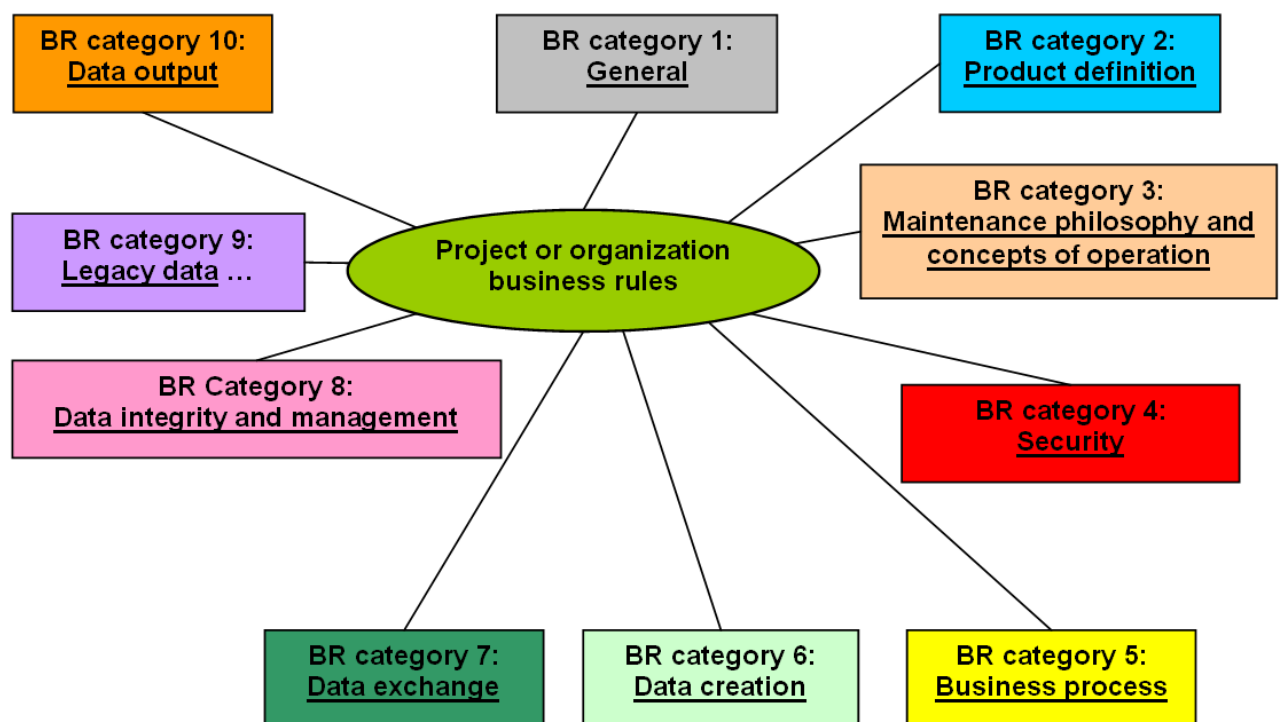 BR category 10:
Data output
BR category 1:
General
BR category 2:
Product definition
BR category 3:
Maintenance philosophy and
concepts of operation
BR category 9:
Legacy data ...
Project or organization
business rules
BR Category 8:
Data integrity and management
BR category 4:
Security
BR category 7:
Data exchange
BR category 6:
Data creation
BR category 5:
Business process